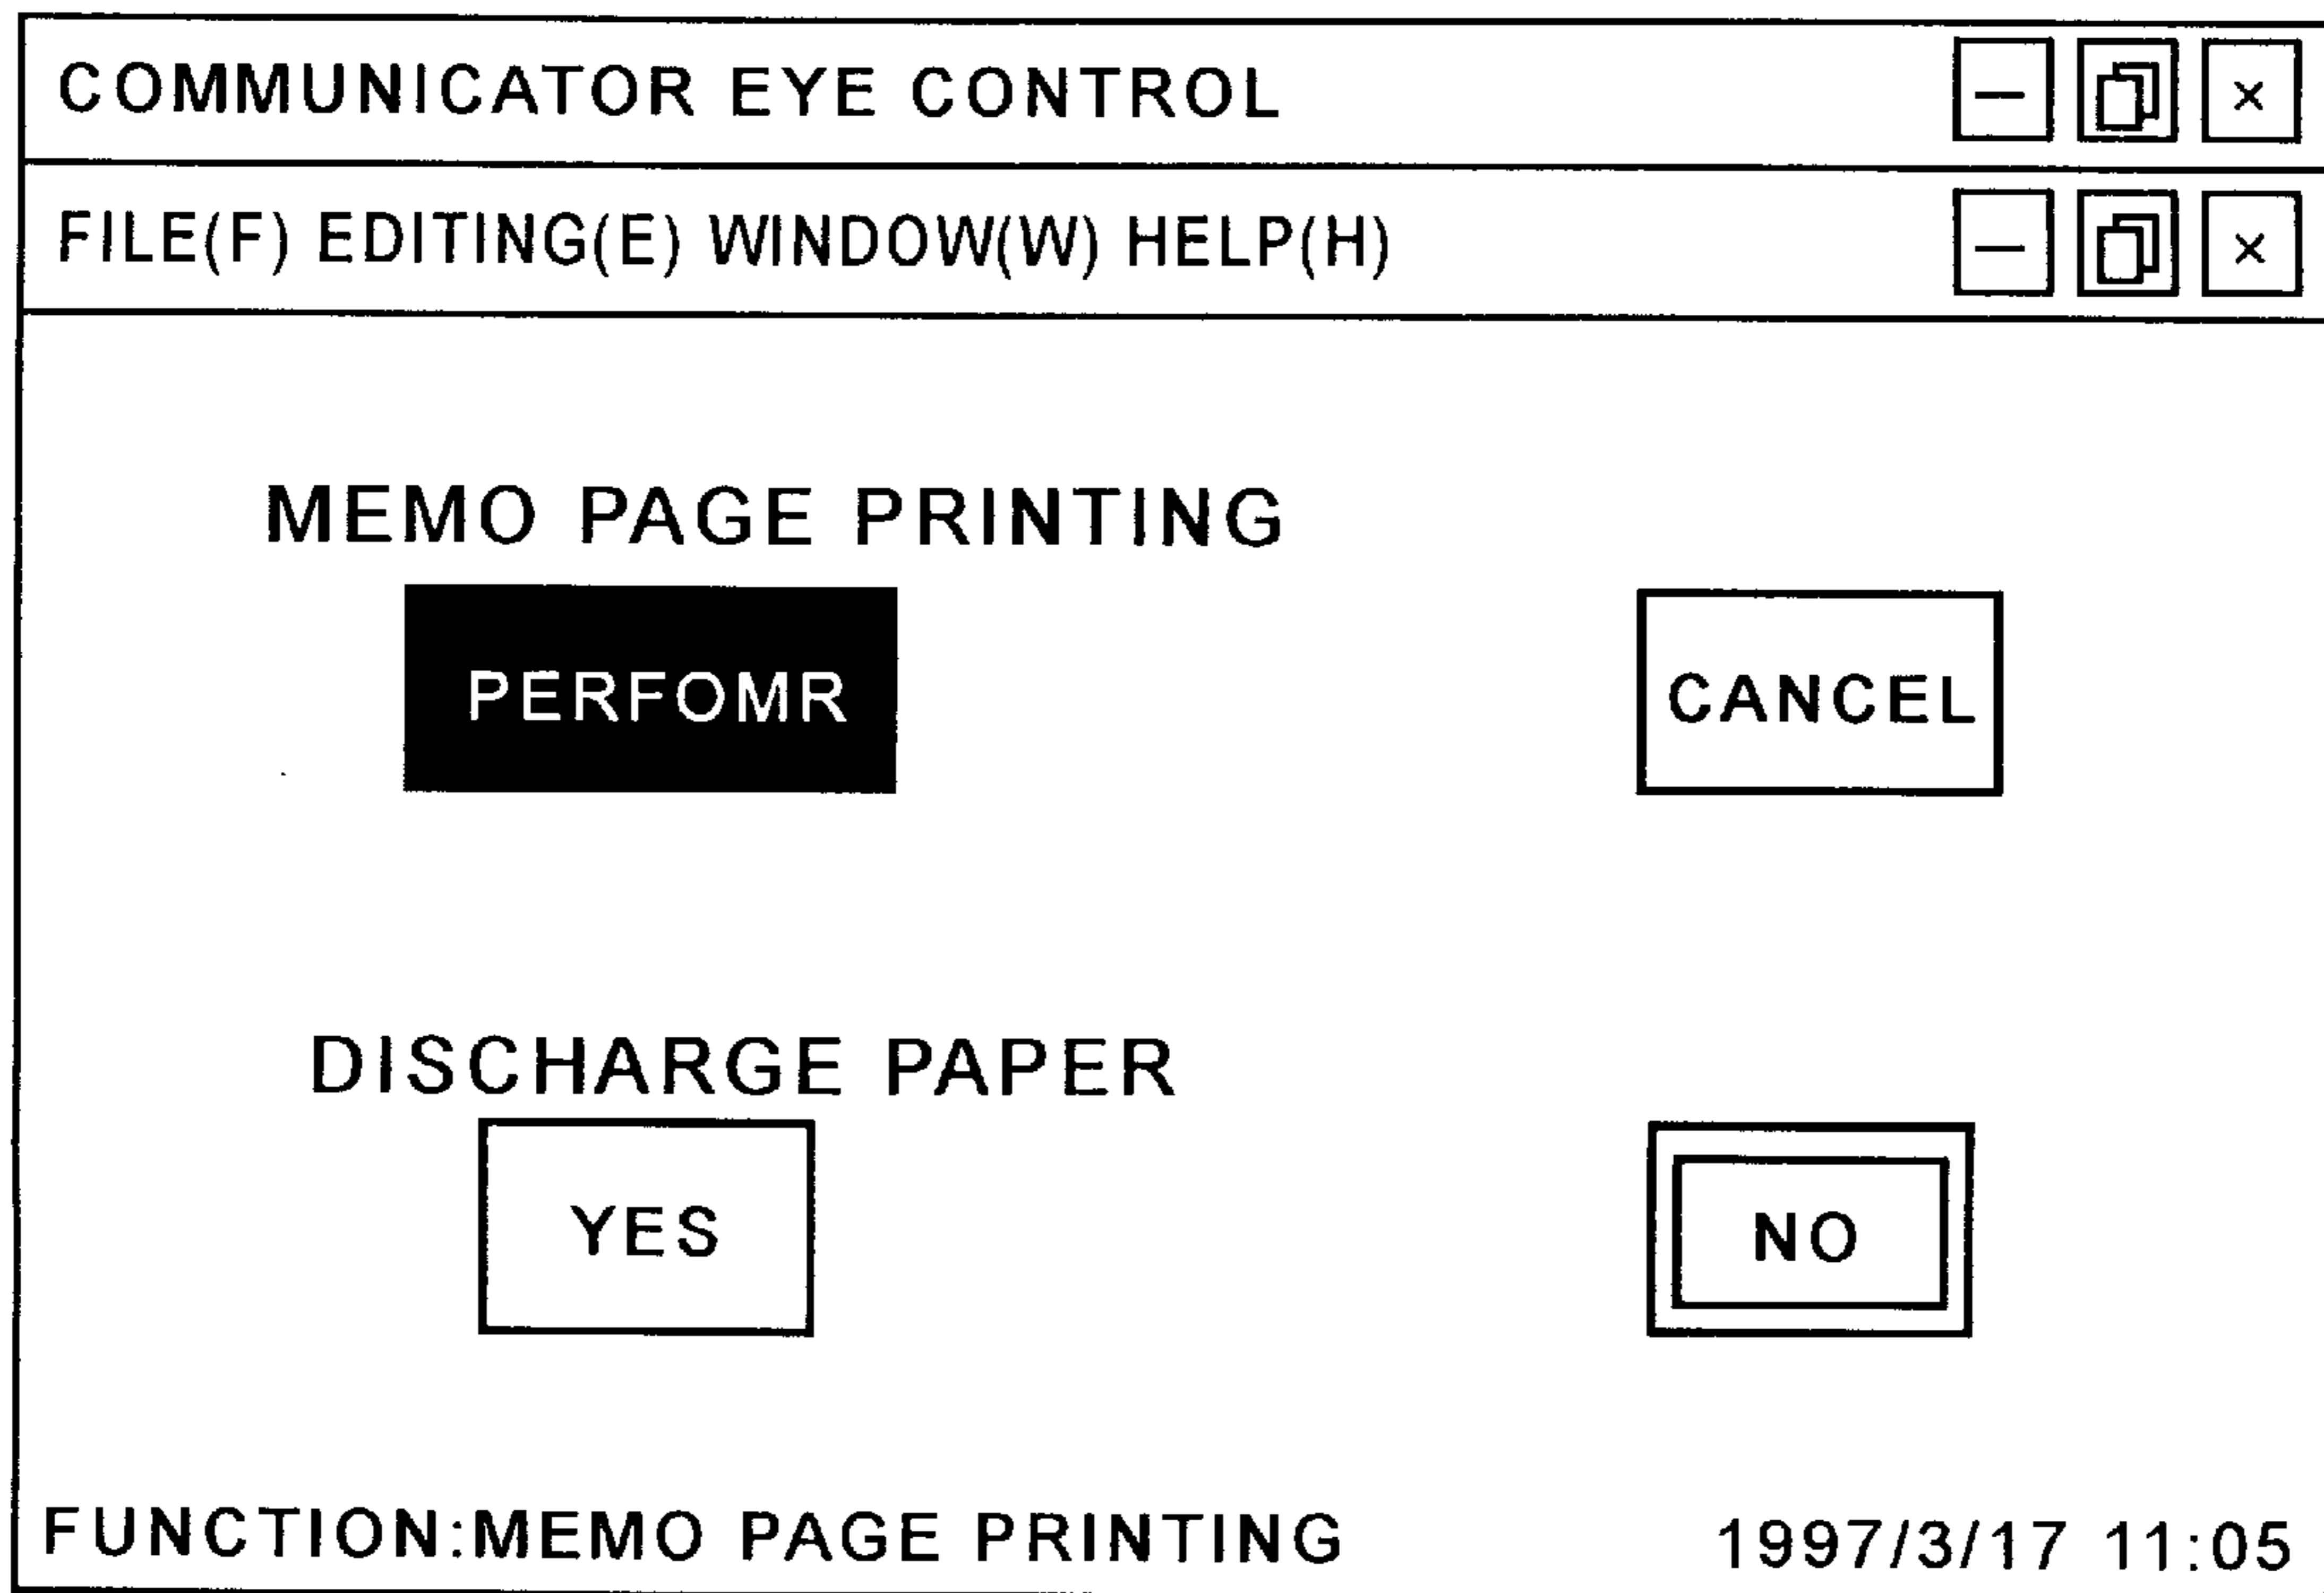 COMMUNICATOR EYE CONTROL
FILE(F) EDITING(E) WINDOW(W) HELP(H)
MEMO PAGE PRINTING
PERFOMR CANCEL
DISCHARGE PAPER
YES NO
FUNCTION:MEMO PAGE PRINTING 1997/3/17 11:05